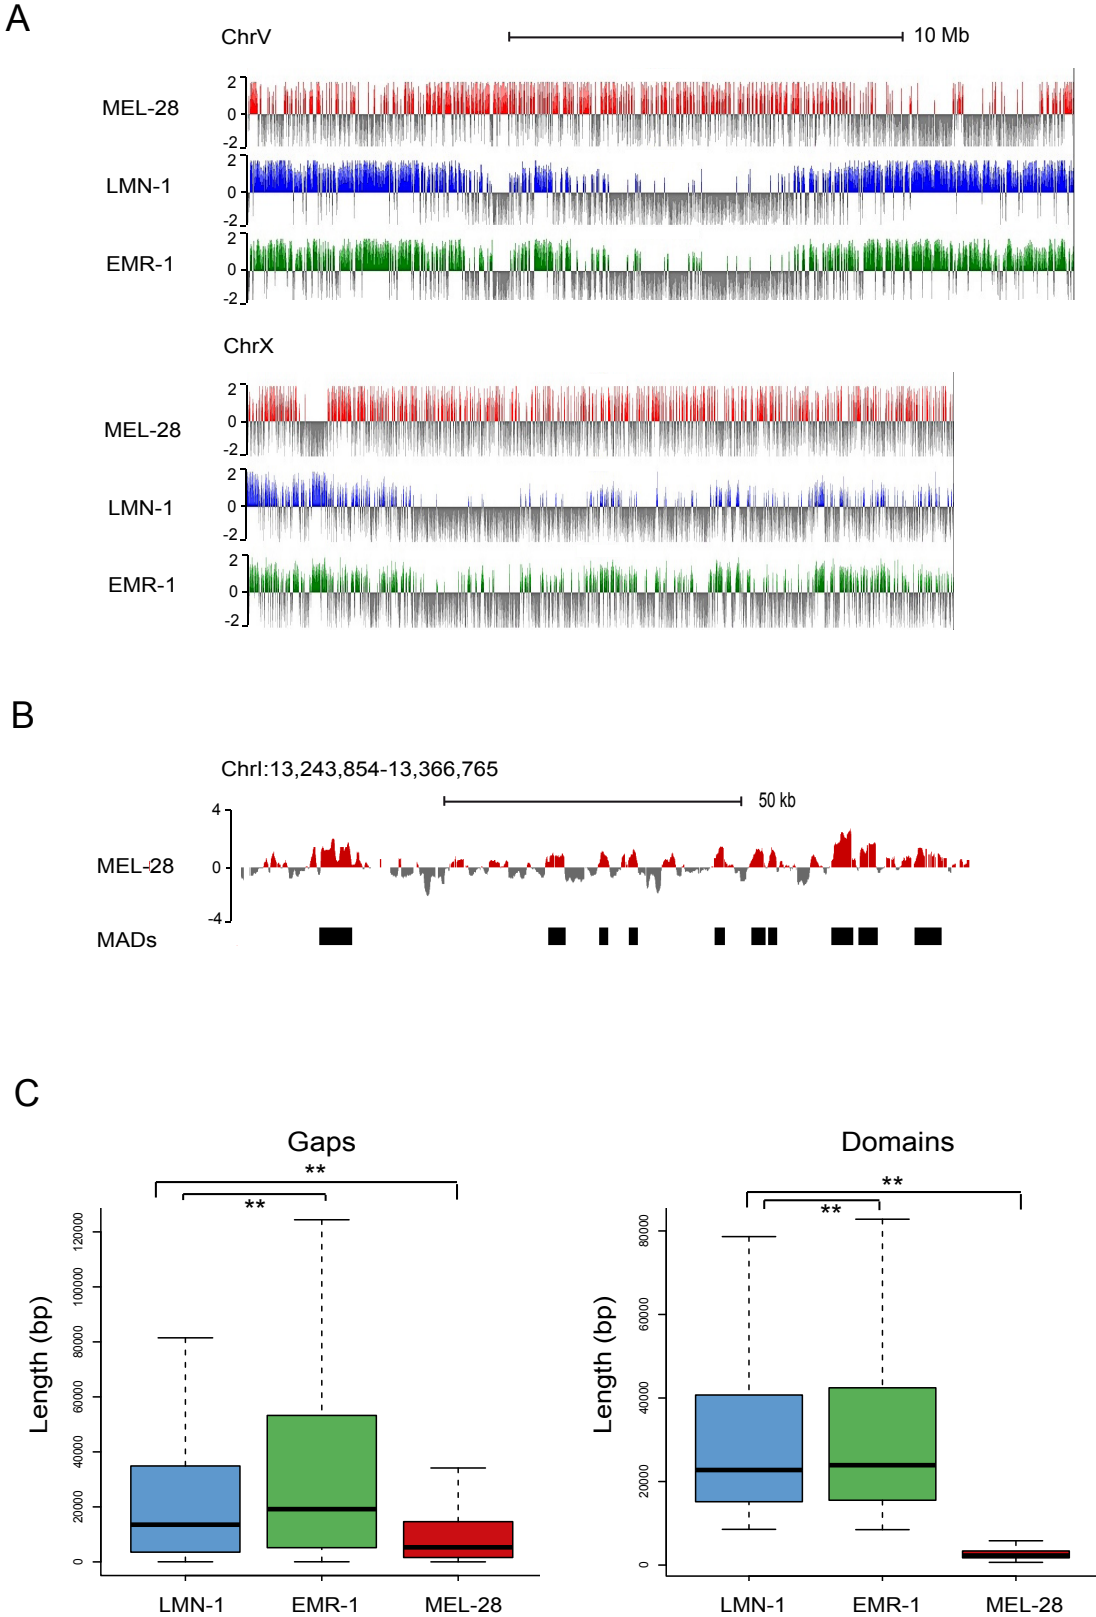 A
ChrV
10 Mb
MEL-28
2
0
-2
LMN-1
2
0
-2
EMR-1
2
0
-2
ChrX
MEL-28
2
0
-2
LMN-1
2
0
-2
EMR-1
2
0
-2
B
ChrI:13,243,854-13,366,765
50 kb
MEL-28
4
0
-4
MADs
C
Gaps
**
**
Length (bp)
120000
100000
80000
60000
40000
20000
0
LMN-1 EMR-1 MEL-28
Domains
**
**
Length (bp)
80000
60000
40000
20000
0
LMN-1 EMR-1 MEL-28